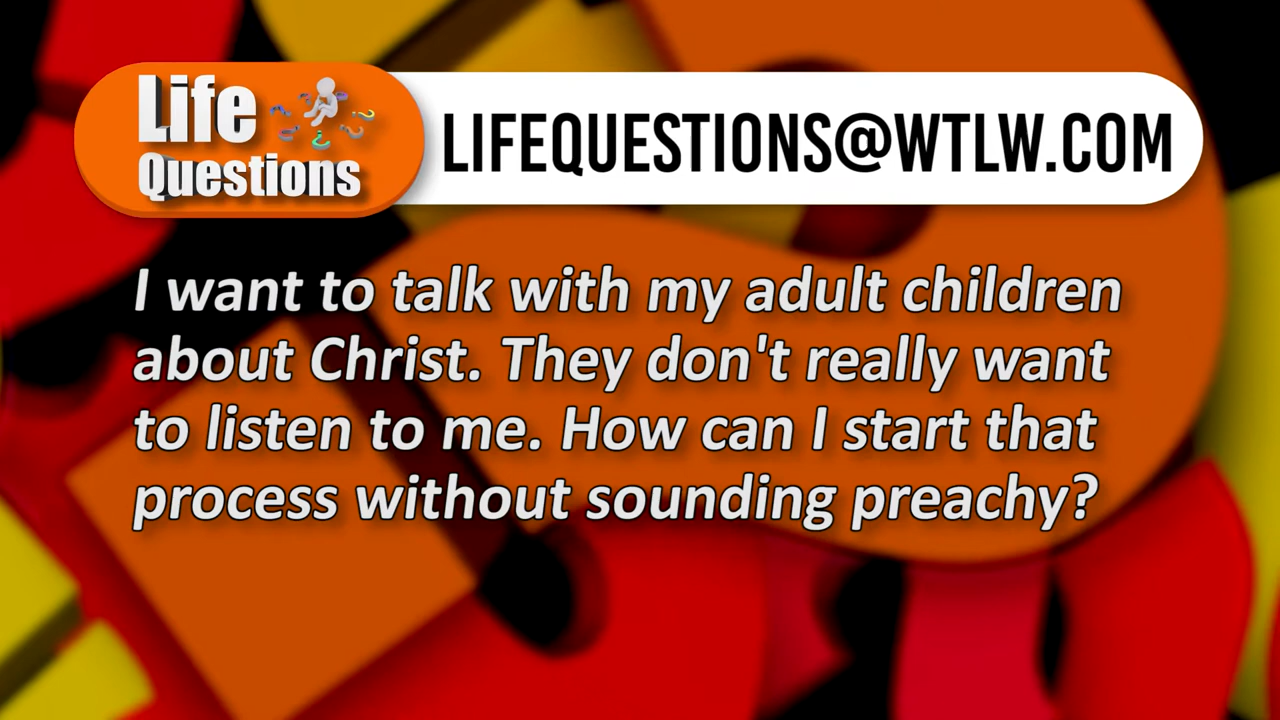 Life
Questions
LIFEQUESTIONS@WTLW.COM
I want to talk with my adult children
about Christ. They don't really want
to listen to me. How can I start that
process without sounding preachy?